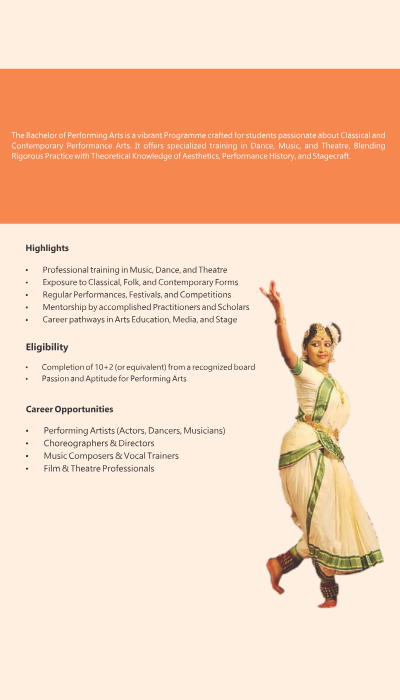 The Bachelor of Performing Arts is a vibrant Programme crafted for students passionate about Classical and
Contemporary Performance Arts. It offers specialized training in Dance, Music, and Theatre, Blending
Rigorous Practice with Theoretical Knowledge of Aesthetics, Performance History, and Stagecraft.
Highlights
• Professional training in Music, Dance, and Theatre
• Exposure to Classical, Folk, and Contemporary Forms
• Regular Performances, Festivals, and Competitions
• Mentorship by accomplished Practitioners and Scholars
• Career pathways in Arts Education, Media, and Stage
Eligibility
• Completion of 10+2 (or equivalent) from a recognized board
• Passion and Aptitude for Performing Arts
Career Opportunities
• Performing Artists (Actors, Dancers, Musicians)
• Choreographers & Directors
• Music Composers & Vocal Trainers
• Film & Theatre Professionals